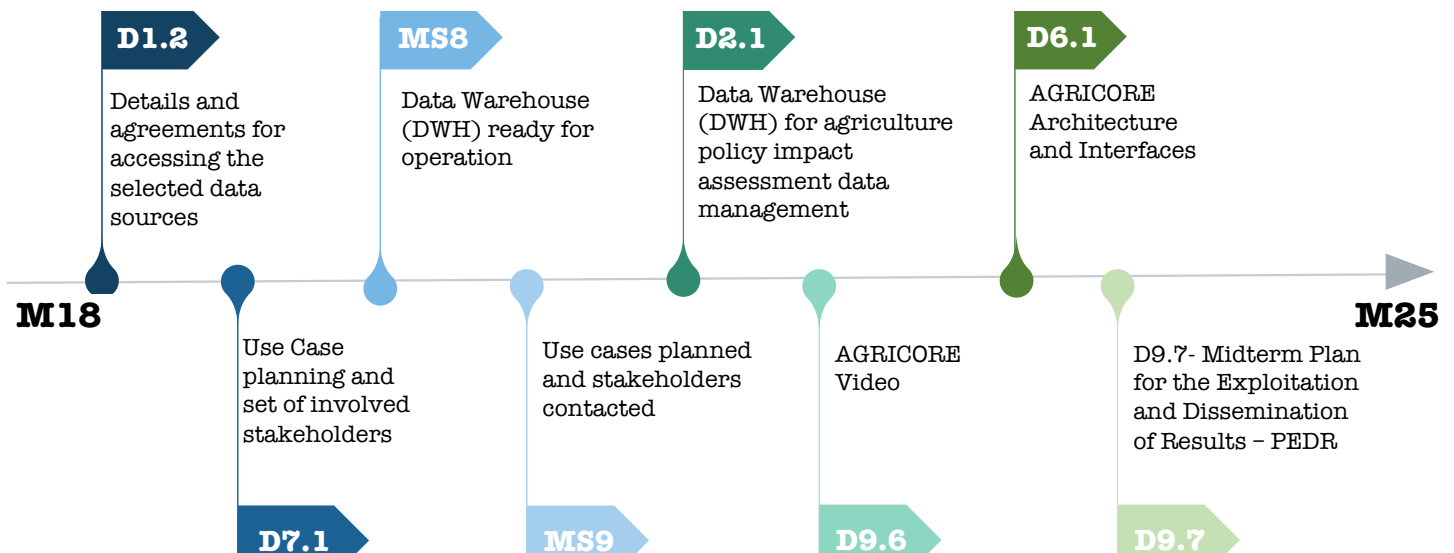 D1.2
Details and
agreements for
accessing the
selected data
sources
MS8
Data Warehouse
(DWH) ready for
operation
D2.1
Data Warehouse
(DWH) for agriculture
policy impact
assessment data
management
D6.1
AGRICORE
Architecture
and Interfaces
M18
M25
Use Case
planning and
set of involved
stakeholders
D7.1
Use cases planned
and stakeholders
contacted
MS9
AGRICORE
Video
D9.6
D9.7- Midterm Plan
for the Exploitation
and Dissemination
of Results – PEDR
D9.7